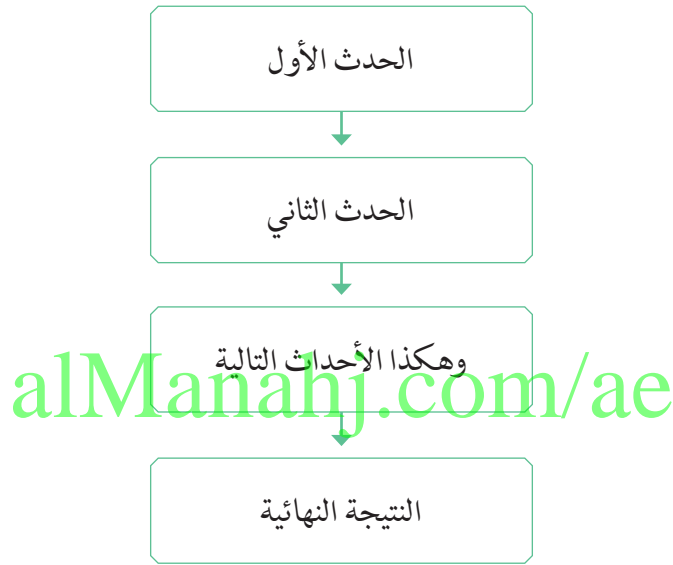 الحدث الأول
الحدث الثاني
وهكذا الأحداث التالية
alManahj.com/ae
النتيجة النهائية